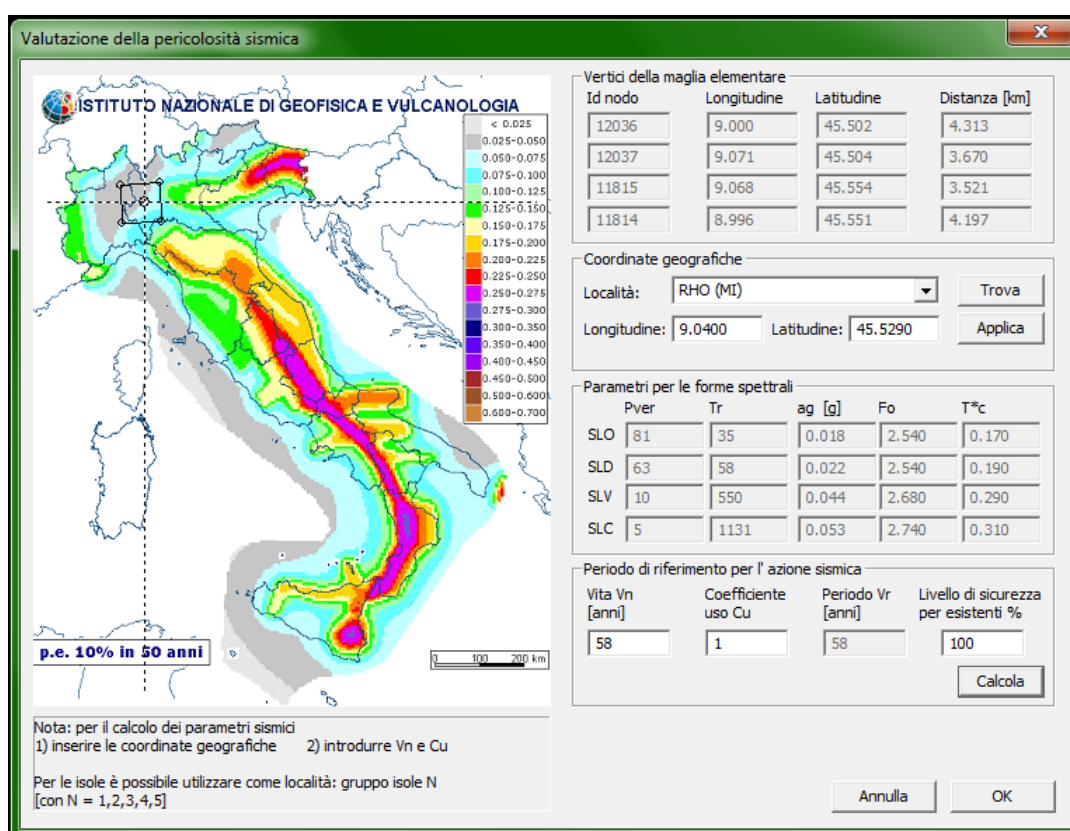 Valutazione della pericolosità sismica
x
ISTITUTO NAZIONALE DI GEOFISICA E VULCANOLOGIA
< 0.025
0.025-0.050
0.050-0.075
0.075-0.100
0.100-0.125
0.125-0.150
0.150-0.175
0.175-0.200
0.200-0.225
0.225-0.250
0.250-0.275
0.275-0.300
0.300-0.350
0.350-0.400
0.400-0.450
0.450-0.500
0.500-0.600
0.600-0.700
p.e. 10% in 50 anni
0 100 200 km
Nota: per il calcolo dei parametri sismici
1) inserire le coordinate geografiche 2) introdurre Vn e Cu
Per le isole è possibile utilizzare come località: gruppo isole N
[con N = 1,2,3,4,5]
Vertici della maglia elementare
Id nodo Longitudine Latitudine Distanza [km]
12036 9.000 45.502 4.313
12037 9.071 45.504 3.670
11815 9.068 45.554 3.521
11814 8.996 45.551 4.197
Coordinate geografiche
Località: RHO (MI) Trova
Longitudine: 9.0400 Latitudine: 45.5290 Applica
Parametri per le forme spettrali
Pver Tr ag [g] Fo T*c
SLO 81 35 0.018 2.540 0.170
SLD 63 58 0.022 2.540 0.190
SLV 10 550 0.044 2.680 0.290
SLC 5 1131 0.053 2.740 0.310
Periodo di riferimento per l' azione sismica
Vita Vn Coefficiente Periodo Vr Livello di sicurezza
[anni] uso Cu [anni] per esistenti %
58 1 58 100
Calcola
Annulla OK